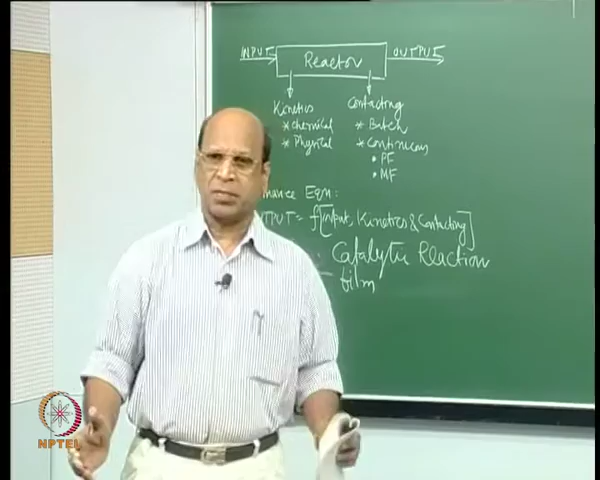 INPUT Reactor OUTPUT
Kinetics Contacting
* Chemical * Batch
* Physical * Continuous
• PF
• MF
mance Eqn:
TPUT = f[input, Kinetics & Contacting]
Catalytic Reaction
film
NPTEL